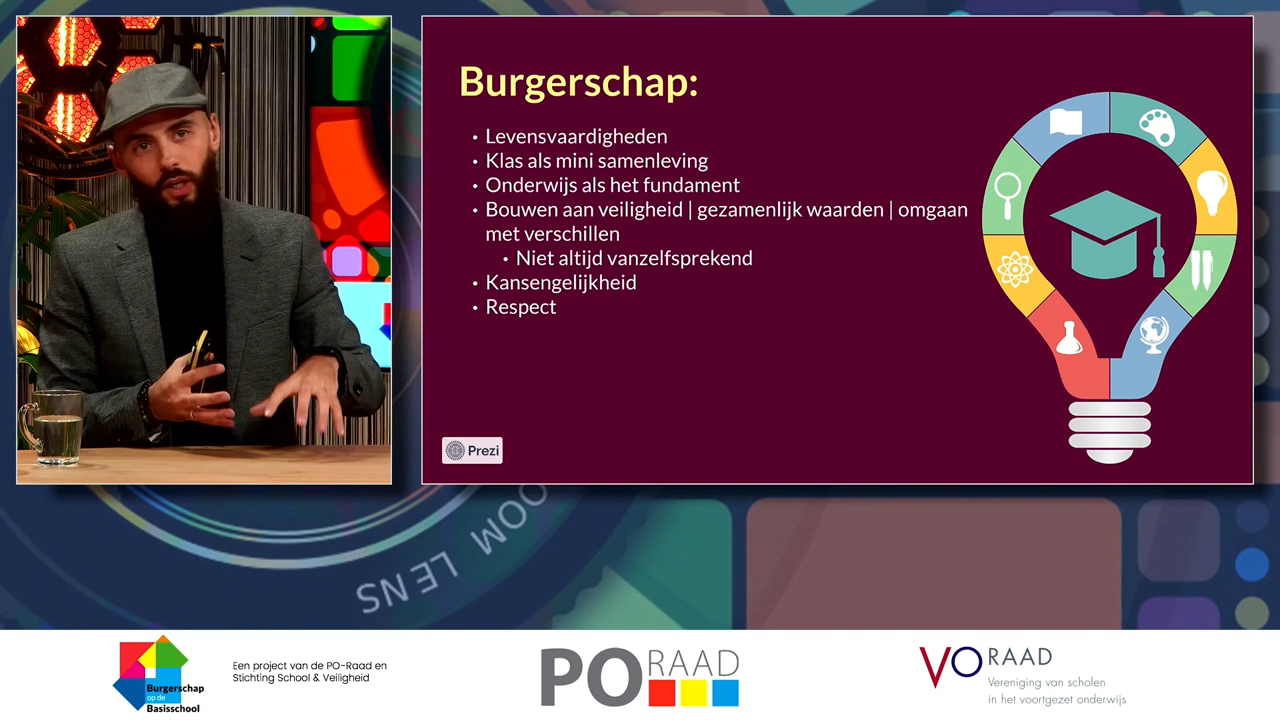 Burgerschap:
• Levensvaardigheden
• Klas als mini samenleving
• Onderwijs als het fundament
• Bouwen aan veiligheid | gezamenlijk waarden | omgaan
met verschillen
• Niet altijd vanzelfsprekend
• Kansengelijkheid
• Respect
Prezi
ZOOM LENS
Burgerschap
op de
Basisschool
Een project van de PO-Raad en
Stichting School & Veiligheid
PO RAAD
VO RAAD
Vereniging van scholen
in het voortgezet onderwijs